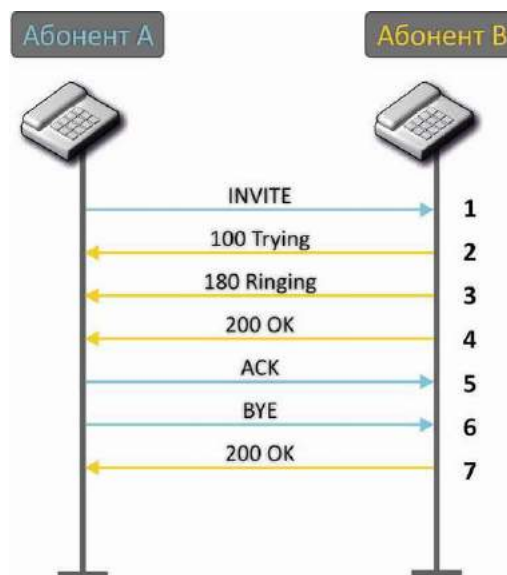 Абонент A
Абонент B
INVITE
1
100 Trying
2
180 Ringing
3
200 OK
4
ACK
5
BYE
6
200 OK
7